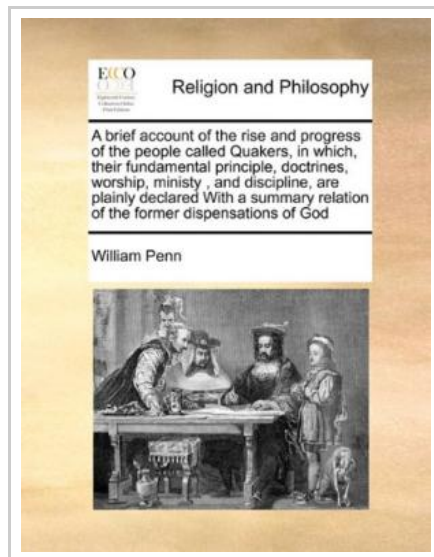 ECCO
Religion and Philosophy
A brief account of the rise and progress
of the people called Quakers, in which,
their fundamental principle, doctrines,
worship, ministy , and discipline, are
plainly declared With a summary relation
of the former dispensations of God
William Penn